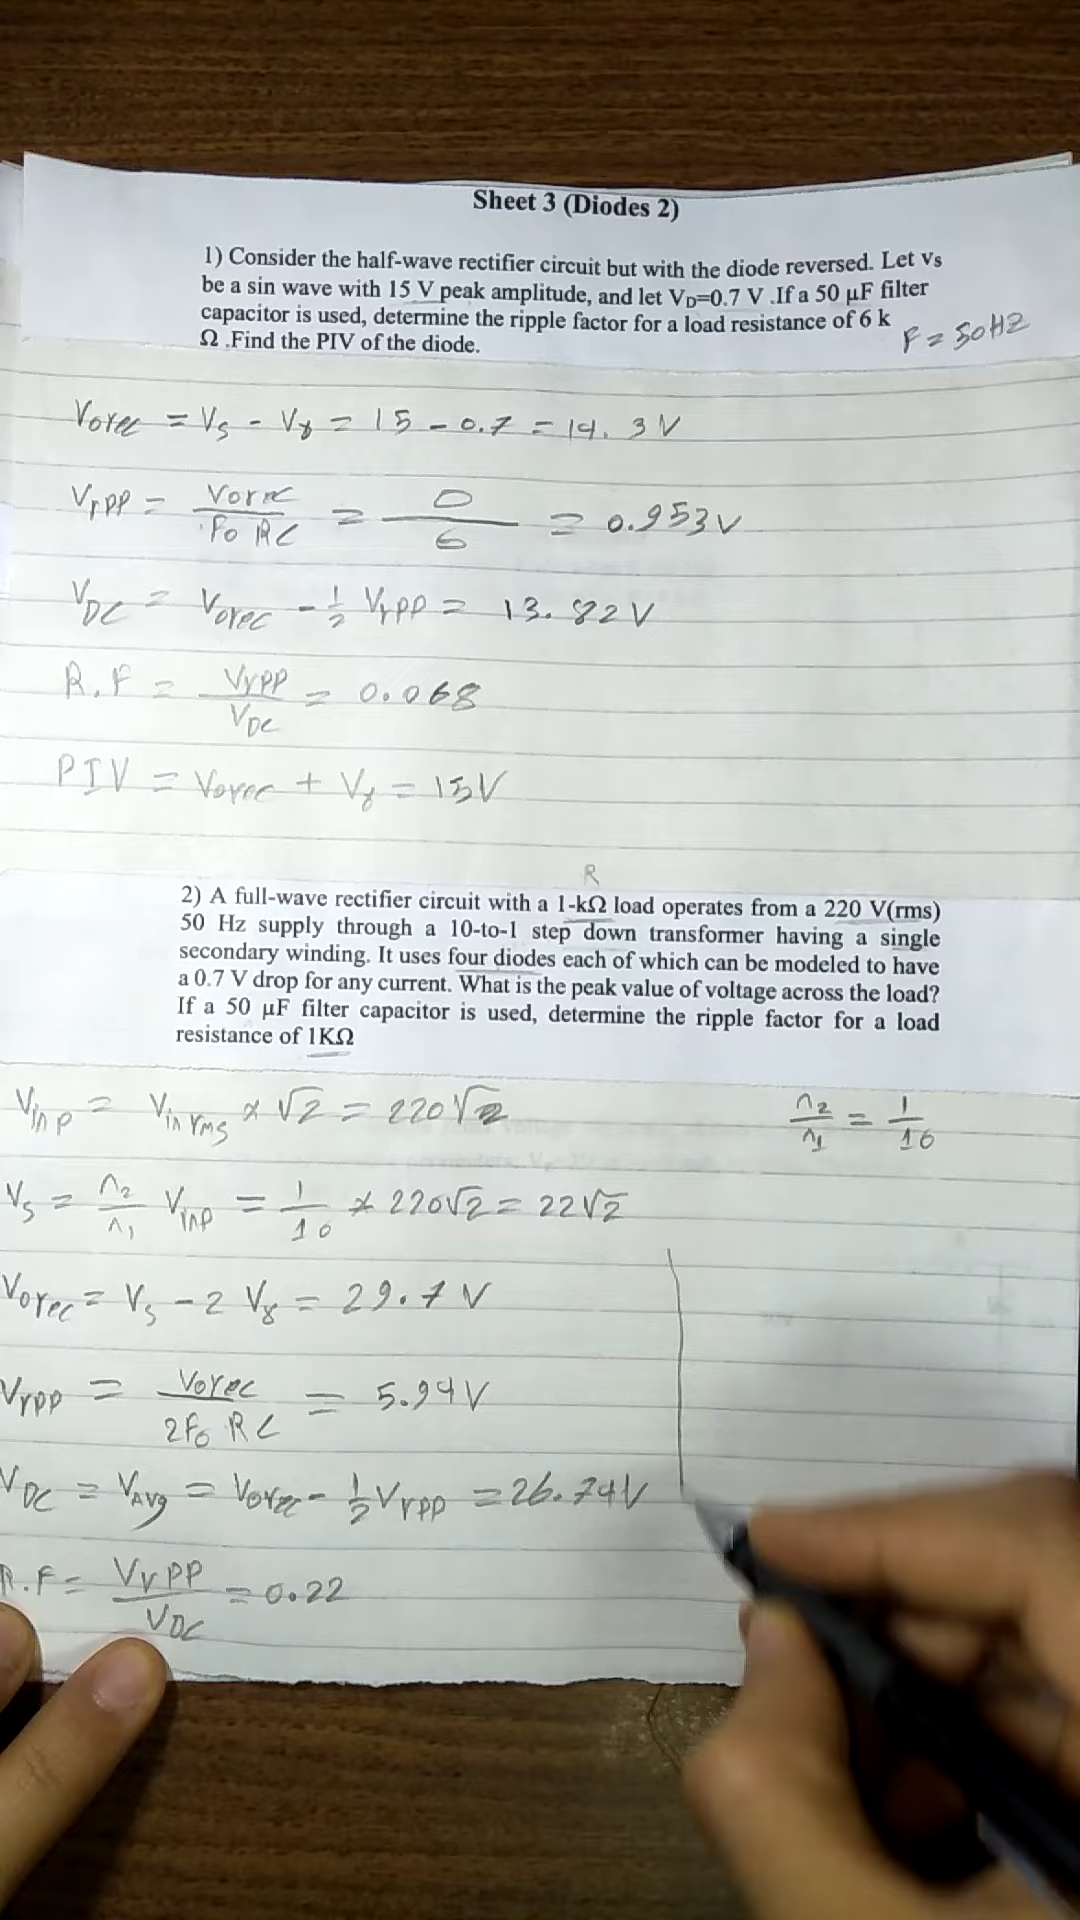 Sheet 3 (Diodes 2)
1) Consider the half-wave rectifier circuit but with the diode reversed. Let vs
be a sin wave with 15 V peak amplitude, and let VD=0.7 V .If a 50 μF filter
capacitor is used, determine the ripple factor for a load resistance of 6 k
Ω .Find the PIV of the diode.
F = 50HZ
Vorec = Vs - Vγ = 15 - 0.7 = 14.3V
Vrpp = Vorec / Fo RC = 0 / 6 = 0.953V
VDC = Vorec - 1/2 Vrpp = 13.82V
R.F = Vrpp / VDC = 0.068
PIV = Vorec + Vγ = 15V
R
2) A full-wave rectifier circuit with a 1-kΩ load operates from a 220 V(rms)
50 Hz supply through a 10-to-1 step down transformer having a single
secondary winding. It uses four diodes each of which can be modeled to have
a 0.7 V drop for any current. What is the peak value of voltage across the load?
If a 50 μF filter capacitor is used, determine the ripple factor for a load
resistance of 1KΩ
Vinp = Vin rms * √2 = 220√2
n2 / n1 = 1 / 10
Vs = n2 / n1 Vinp = 1 / 10 * 220√2 = 22√2
Vorec = Vs - 2 Vγ = 29.7 V
Vrpp = Vorec / 2Fo RC = 5.94V
VDC = VAvg = Vorec - 1/2 Vrpp = 26.74V
R.F = Vrpp / VDC = 0.22